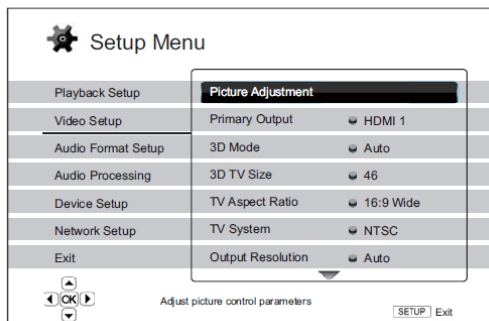 Setup Menu
Playback Setup
Video Setup
Audio Format Setup
Audio Processing
Device Setup
Network Setup
Exit
Picture Adjustment
Primary Output HDMI 1
3D Mode Auto
3D TV Size 46
TV Aspect Ratio 16:9 Wide
TV System NTSC
Output Resolution Auto
OK
Adjust picture control parameters
SETUP Exit